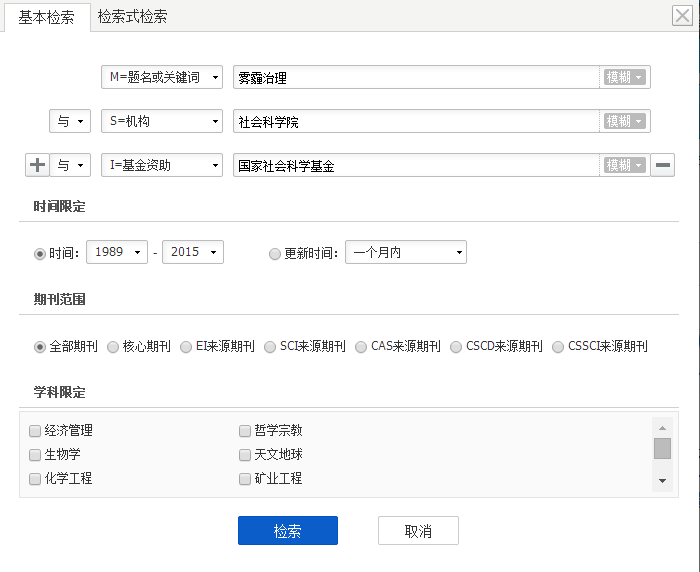 基本检索 检索式检索
M=题名或关键词 雾霾治理 模糊
与 S=机构 社会科学院 模糊
与 I=基金资助 国家社会科学基金 模糊
时间限定
时间： 1989 - 2015 更新时间： 一个月内
期刊范围
全部期刊 核心期刊 EI来源期刊 SCI来源期刊 CAS来源期刊 CSCD来源期刊 CSSCI来源期刊
学科限定
经济管理 哲学宗教
生物学 天文地球
化学工程 矿业工程
检索 取消